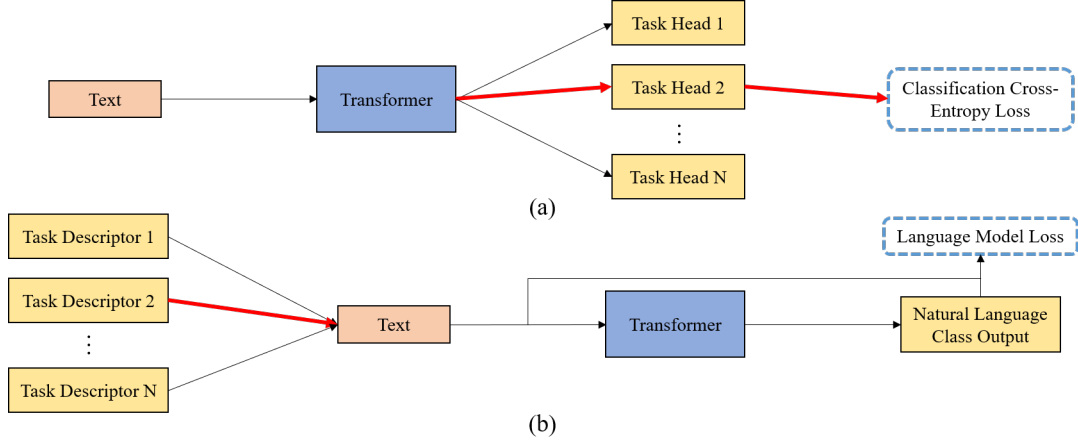 Task Head 1
Text
Transformer
Task Head 2
Classification Cross-
Entropy Loss
Task Head N
(a)
Task Descriptor 1
Language Model Loss
Task Descriptor 2
Text
Transformer
Natural Language
Class Output
Task Descriptor N
(b)